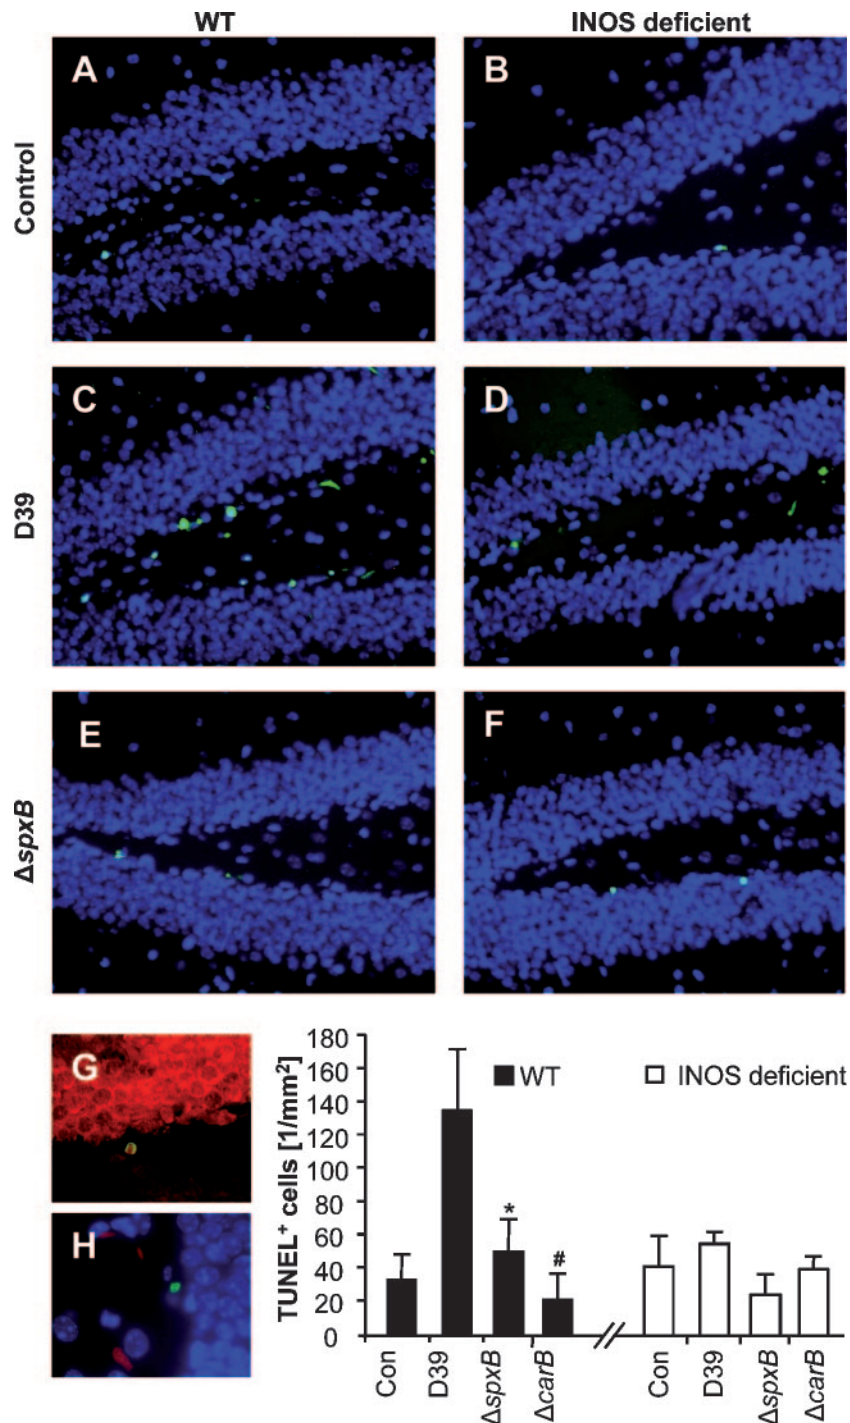 WT INOS deficient
A B
Control
C D
D39
E F
ΔspxB
G
H
TUNEL⁺ cells [1/mm²]
180
160
140
120
100
80
60
40
20
0
WT INOS deficient
*
#
Con D39 ΔspxB ΔcarB Con D39 ΔspxB ΔcarB